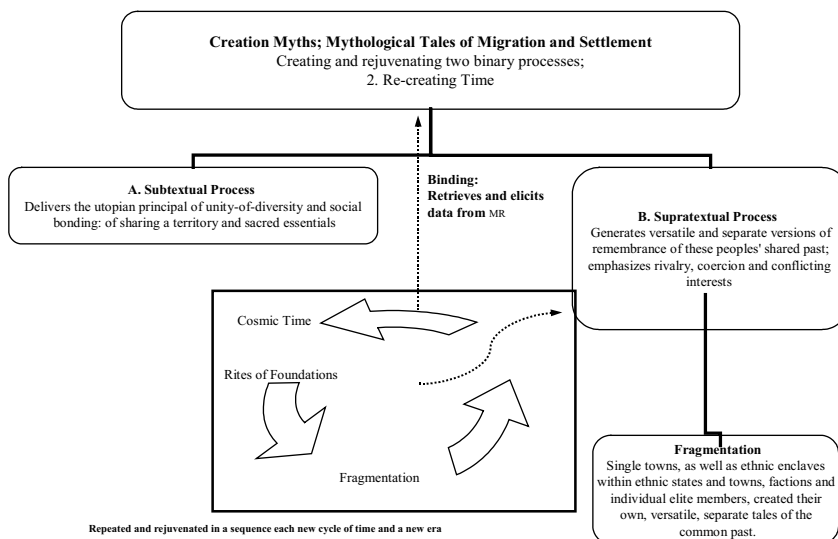 Creation Myths; Mythological Tales of Migration and Settlement
Creating and rejuvenating two binary processes;
2. Re-creating Time
A. Subtextual Process
Delivers the utopian principal of unity-of-diversity and social
bonding: of sharing a territory and sacred essentials
Binding:
Retrieves and elicits
data from MR
B. Supratextual Process
Generates versatile and separate versions of
remembrance of these peoples' shared past;
emphasizes rivalry, coercion and conflicting
interests
Cosmic Time
Rites of Foundations
Fragmentation
Fragmentation
Single towns, as well as ethnic enclaves
within ethnic states and towns, factions and
individual elite members, created their
own, versatile, separate tales of the
common past.
Repeated and rejuvenated in a sequence each new cycle of time and a new era